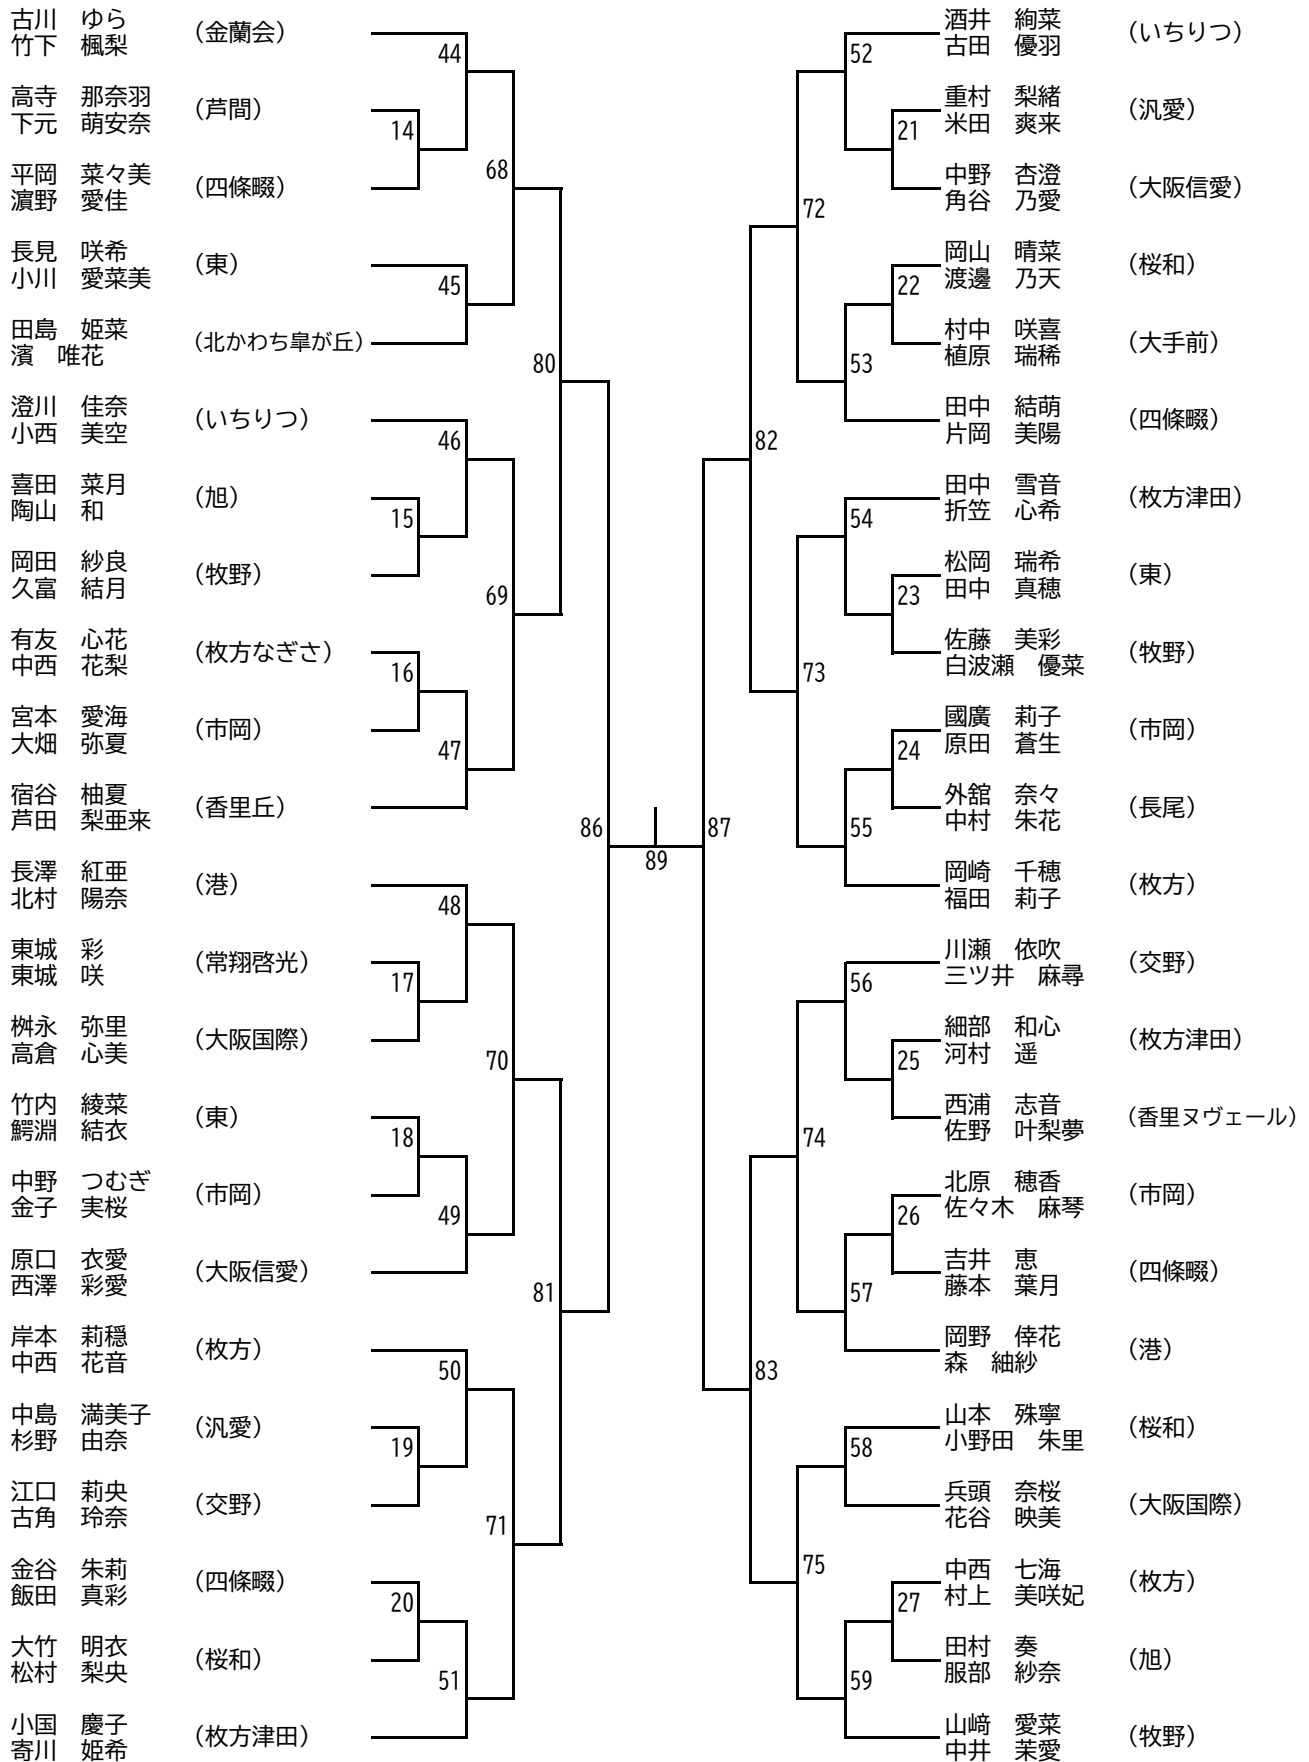 古川　ゆら
竹下　楓梨
（金蘭会）
44
高寺　那奈羽
下元　萌安奈
（芦間）
14
平岡　菜々美
濵野　愛佳
（四條畷）
68
長見　咲希
小川　愛菜美
（東）
45
田島　姫菜
濱　唯花
（北かわち皐が丘）
80
澄川　佳奈
小西　美空
（いちりつ）
46
喜田　菜月
陶山　和
（旭）
15
岡田　紗良
久富　結月
（牧野）
69
有友　心花
中西　花梨
（枚方なぎさ）
16
宮本　愛海
大畑　弥夏
（市岡）
47
宿谷　柚夏
芦田　梨亜来
（香里丘）
86
長澤　紅亜
北村　陽奈
（港）
48
東城　彩
東城　咲
（常翔啓光）
17
桝永　弥里
高倉　心美
（大阪国際）
70
竹内　綾菜
鰐淵　結衣
（東）
18
中野　つむぎ
金子　実桜
（市岡）
49
原口　衣愛
西澤　彩愛
（大阪信愛）
81
岸本　莉穏
中西　花音
（枚方）
50
中島　満美子
杉野　由奈
（汎愛）
19
江口　莉央
古角　玲奈
（交野）
71
金谷　朱莉
飯田　真彩
（四條畷）
20
大竹　明衣
松村　梨央
（桜和）
51
小国　慶子
寄川　姫希
（枚方津田）
89
酒井　絢菜
古田　優羽
（いちりつ）
52
重村　梨緒
米田　爽来
（汎愛）
21
中野　杏澄
角谷　乃愛
（大阪信愛）
72
岡山　晴菜
渡邊　乃天
（桜和）
22
村中　咲喜
植原　瑞稀
（大手前）
53
田中　結萌
片岡　美陽
（四條畷）
82
田中　雪音
折笠　心希
（枚方津田）
54
松岡　瑞希
田中　真穂
（東）
23
佐藤　美彩
白波瀬　優菜
（牧野）
73
國廣　莉子
原田　蒼生
（市岡）
24
外舘　奈々
中村　朱花
（長尾）
87
55
岡崎　千穂
福田　莉子
（枚方）
川瀬　依吹
三ツ井　麻尋
（交野）
56
細部　和心
河村　遥
（枚方津田）
25
西浦　志音
佐野　叶梨夢
（香里ヌヴェール）
74
北原　穂香
佐々木　麻琴
（市岡）
26
吉井　恵
藤本　葉月
（四條畷）
57
岡野　倖花
森　紬紗
（港）
83
山本　殊寧
小野田　朱里
（桜和）
58
兵頭　奈桜
花谷　映美
（大阪国際）
75
中西　七海
村上　美咲妃
（枚方）
27
田村　奏
服部　紗奈
（旭）
59
山﨑　愛菜
中井　茉愛
（牧野）